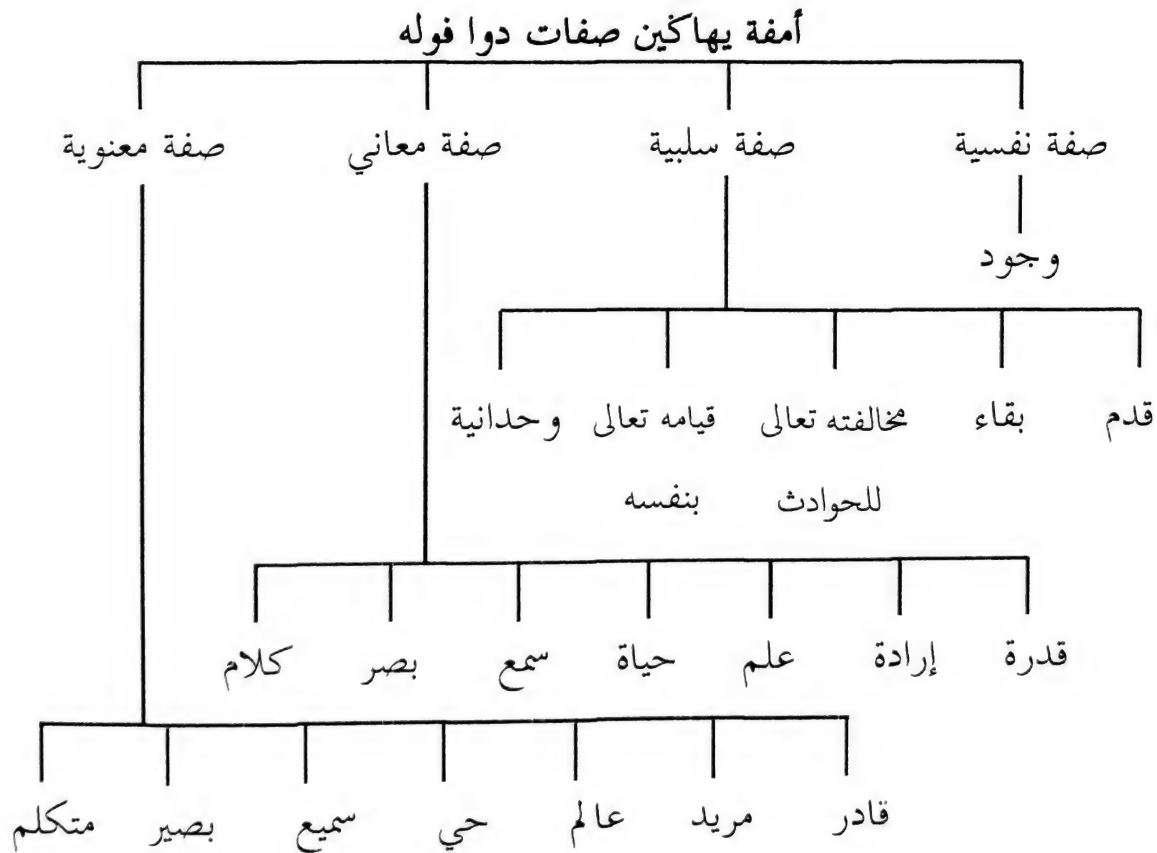 أمفة يهاݢين صفات دوا فوله
صفة نفسية صفة سلبية صفة معاني صفة معنوية
وجود
قدم بقاء مخالفته تعالى قيامه تعالى وحدانية
للحوادث بنفسه
قدرة إرادة علم حياة سمع بصر كلام
قادر مريد عالم حي سميع بصير متكلم